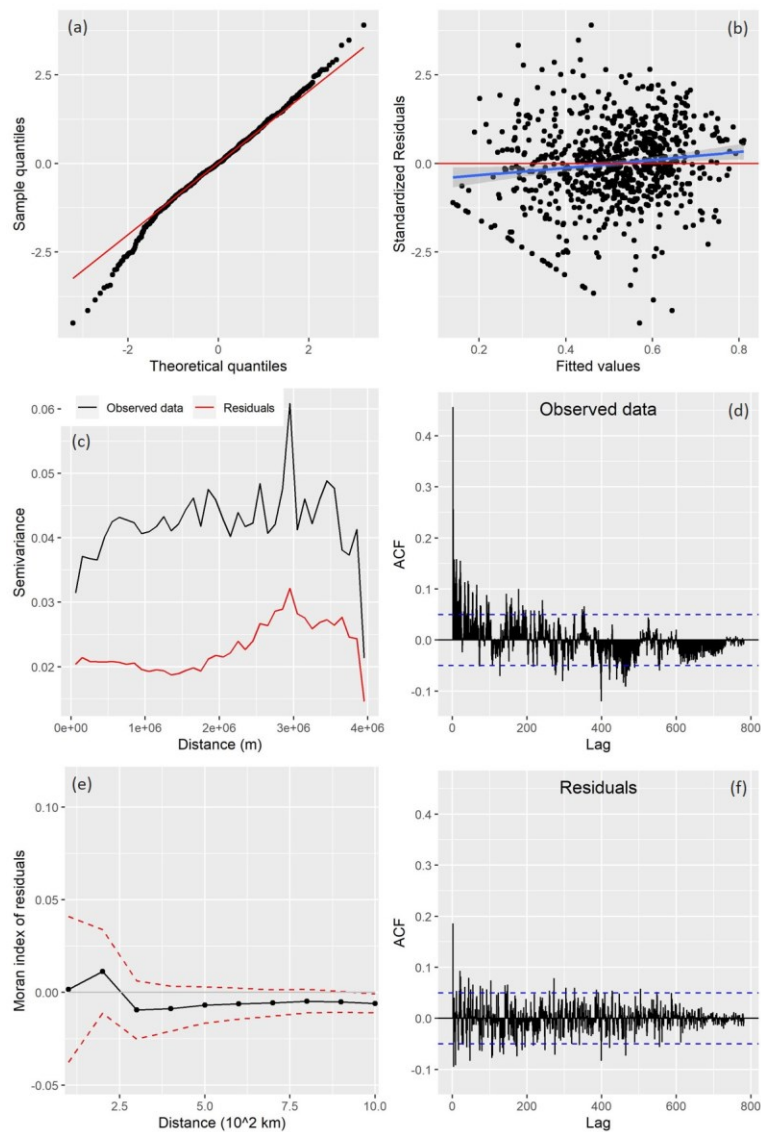 (a)
Sample quantiles
2.5
0.0
-2.5
-2
0
2
Theoretical quantiles
(b)
Standardized Residuals
2.5
0.0
-2.5
0.2
0.4
0.6
0.8
Fitted values
Observed data
Residuals
(c)
Semivariance
0.06
0.05
0.04
0.03
0.02
0e+00
1e+06
2e+06
3e+06
4e+06
Distance (m)
Observed data
(d)
ACF
0.4
0.3
0.2
0.1
0.0
-0.1
0
200
400
600
800
Lag
(e)
Moran index of residuals
0.10
0.05
0.00
-0.05
2.5
5.0
7.5
10.0
Distance (10^2 km)
Residuals
(f)
ACF
0.4
0.3
0.2
0.1
0.0
-0.1
0
200
400
600
800
Lag